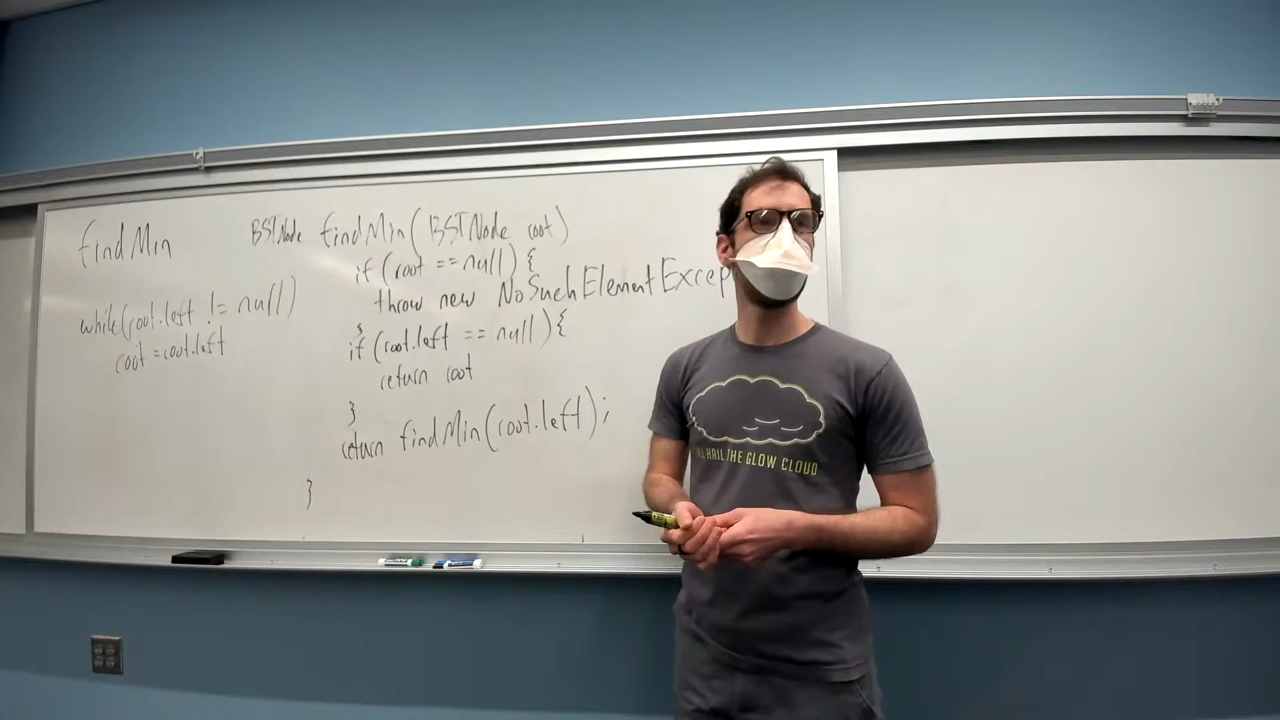 findMin
while(root.left != null)
root = root.left
BSTNode findMin(BSTNode root)
if (root == null) {
throw new NoSuchElementExcep
}
if (root.left == null) {
return root
}
return findMin(root.left);
}
HAIL THE GLOW CLOUD